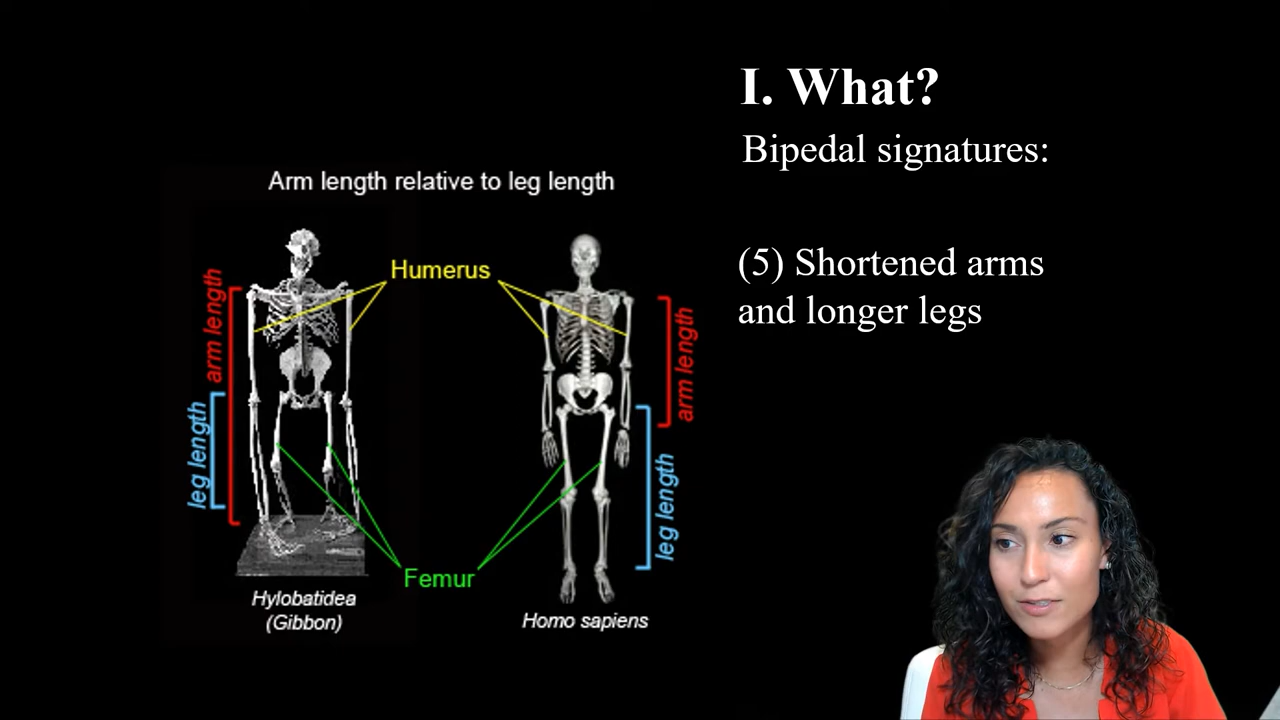 I. What?
Bipedal signatures:
(5) Shortened arms
and longer legs
Arm length relative to leg length
Humerus
arm length
leg length
arm length
leg length
Femur
Hylobatidea
(Gibbon)
Homo sapiens